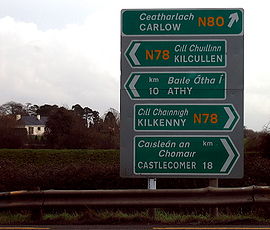 Ceatharlach
CARLOW N80
Cill Chuillinn
N78 KILCULLEN
km Baile Átha Í
10 ATHY
Cill Chainnigh
KILKENNY N78
Caisleán an
Chomair km
CASTLECOMER 18